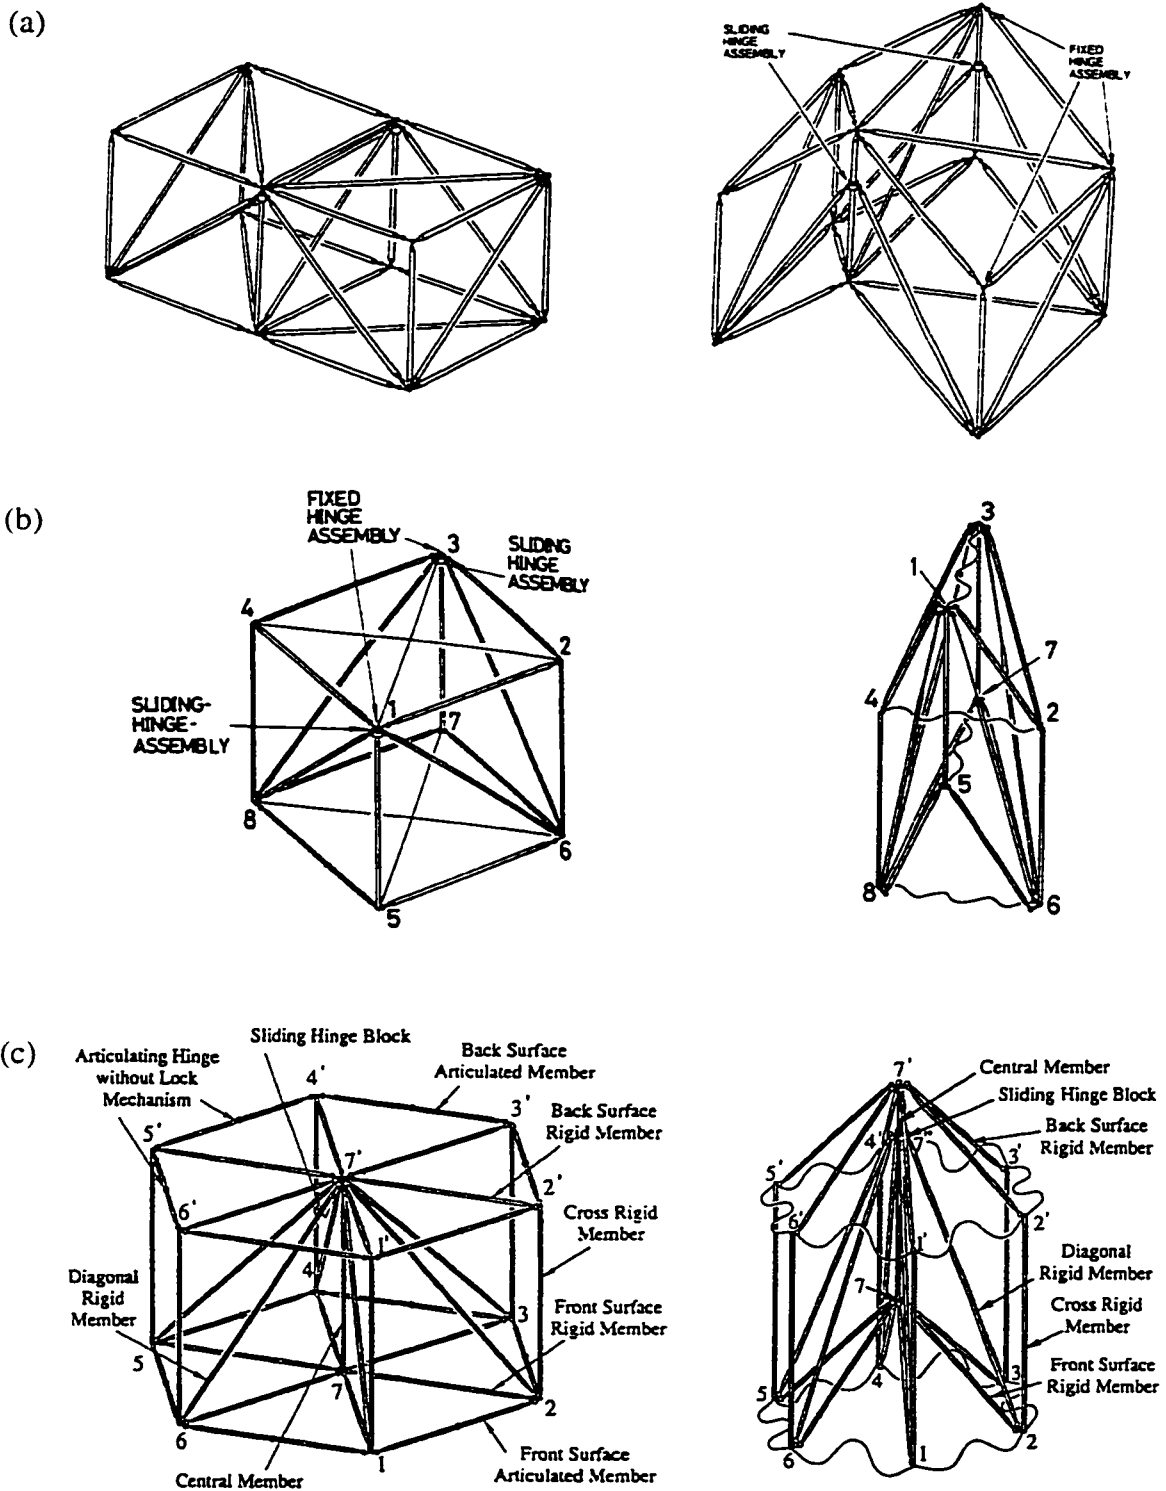 (a)
SLIDING
HINGE
ASSEMBLY
FIXED
HINGE
ASSEMBLY
(b)
FIXED
HINGE
ASSEMBLY
3
SLIDING
HINGE
ASSEMBLY
4
2
SLIDING-
HINGE-
ASSEMBLY
1
7
8
6
5
3
1
7
4
2
5
8
6
(c)
Sliding Hinge Block
Articulating Hinge
without Lock
Mechanism
Back Surface
Articulated Member
4'
3'
Back Surface
Rigid Member
5'
7'
2'
6'
1'
Cross Rigid
Member
Diagonal
Rigid
Member
4
3
Front Surface
Rigid Member
5
7
2
6
1
Central Member
Front Surface
Articulated Member
7'
Central Member
Sliding Hinge Block
Back Surface
Rigid Member
4'
7"
3'
5'
6'
2'
1'
Diagonal
Rigid Member
7
Cross Rigid
Member
5
4
3
Front Surface
Rigid Member
6
1
2